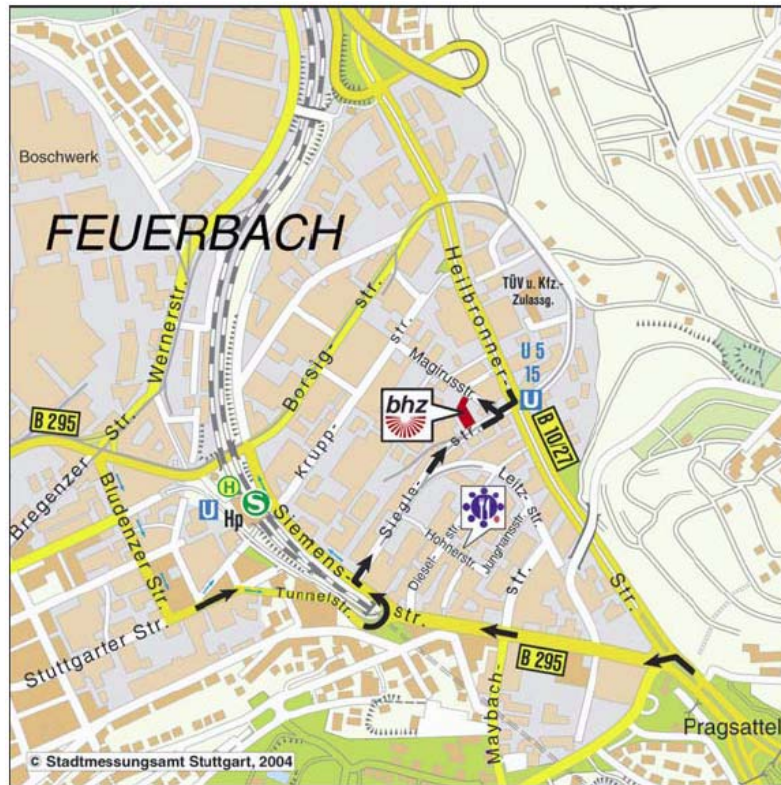 Boschwerk
FEUERBACH
Wernerstr.
Heilbronner-
Str.
TÜV u. Kfz.-
Zulassg.
Borsig-
str.
Magirusstr.
U 5
15
U
bhz
B 295
B 10/27
Krupp-
str.
Siegle-
str.
Bregenzer Str.
Bludenzer Str.
H
S
U
Hp
Siemens-
str.
Leitz-
str.
Diesel-
str.
Hohnerstr.
Junghansstr.
Tunnelstr.
Stuttgarter Str.
B 295
Maybach-
str.
Pragsattel
© Stadtmessungsamt Stuttgart, 2004